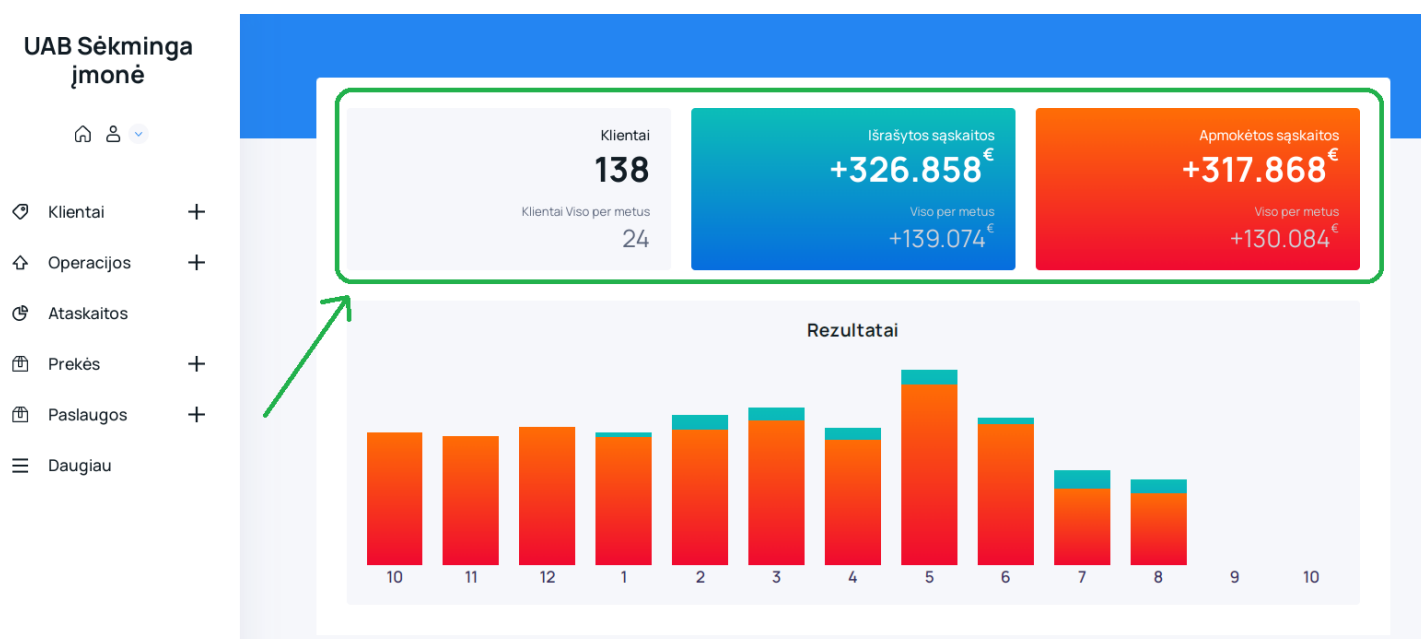 UAB Sėkminga
įmonė
Klientai
Operacijos
Ataskaitos
Prekės
Paslaugos
Daugiau
Klientai
138
Klientai Viso per metus
24
Išrašytos sąskaitos
+326.858€
Viso per metus
+139.074€
Apmokėtos sąskaitos
+317.868€
Viso per metus
+130.084€
Rezultatai
10 11 12 1 2 3 4 5 6 7 8 9 10